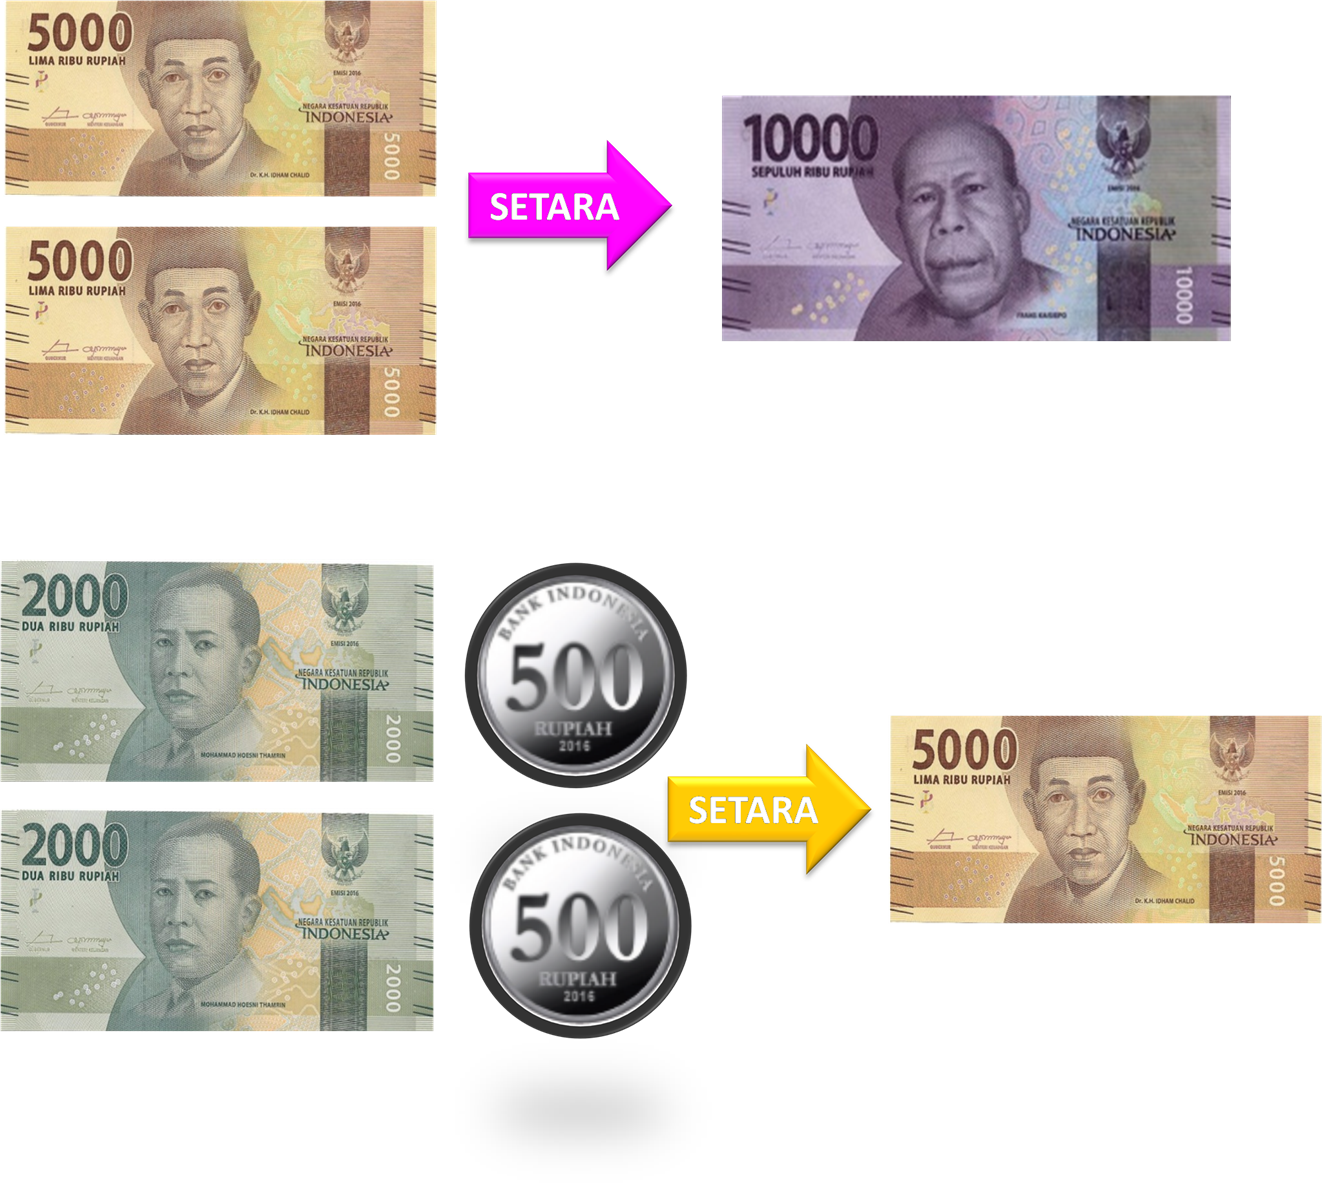 5000
LIMA RIBU RUPIAH
EMISI 2016
NEGARA KESATUAN REPUBLIK
INDONESIA
5000
Dr. K.H. IDHAM CHALID
5000
LIMA RIBU RUPIAH
EMISI 2016
NEGARA KESATUAN REPUBLIK
INDONESIA
5000
Dr. K.H. IDHAM CHALID
SETARA
10000
SEPULUH RIBU RUPIAH
EMISI 2016
NEGARA KESATUAN REPUBLIK
INDONESIA
10000
FRANS KAISIEPO
2000
DUA RIBU RUPIAH
EMISI 2016
NEGARA KESATUAN REPUBLIK
INDONESIA
2000
MOHAMMAD HOESNI THAMRIN
BANK INDONESIA
500
RUPIAH
2016
2000
DUA RIBU RUPIAH
EMISI 2016
NEGARA KESATUAN REPUBLIK
INDONESIA
2000
MOHAMMAD HOESNI THAMRIN
BANK INDONESIA
500
RUPIAH
2016
SETARA
5000
LIMA RIBU RUPIAH
EMISI 2016
NEGARA KESATUAN REPUBLIK
INDONESIA
5000
Dr. K.H. IDHAM CHALID